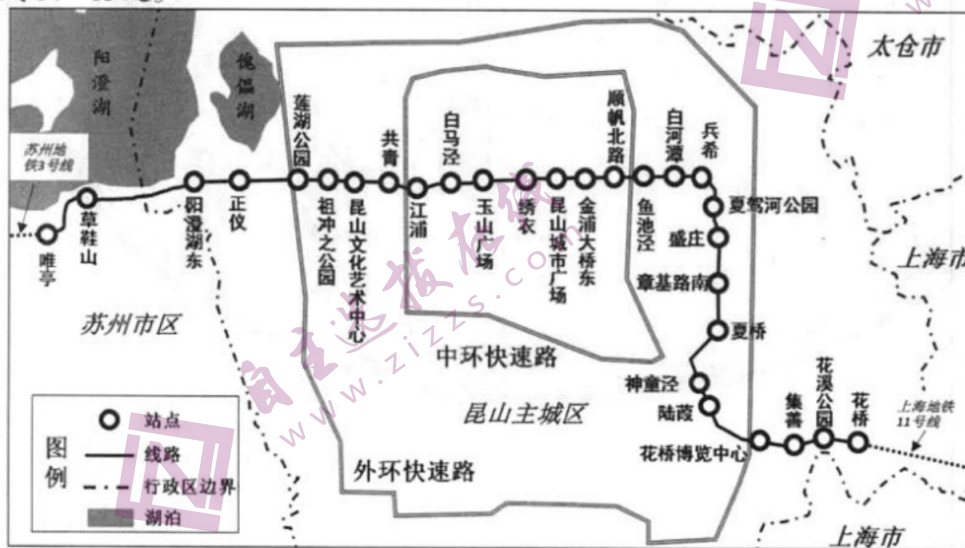 太仓市
阳澄湖
傀儡湖
苏州地
铁3号线
唯亭
草鞋山
阳澄湖东
正仪
莲湖公园
祖冲之公园
昆山文化艺术中心
共青
江浦
白马泾
玉山广场
绣衣
昆山城市广场
金浦大桥东
顺帆北路
鱼池泾
白河潭
兵希
夏驾河公园
盛庄
章基路南
夏桥
神童泾
陆葭
花桥博览中心
集善
花溪公园
花桥
上海地铁
11号线
上海市
苏州市区
中环快速路
昆山主城区
外环快速路
上海市
图例
站点
线路
行政区边界
湖泊
自主选拔在线
www.zizzs.com